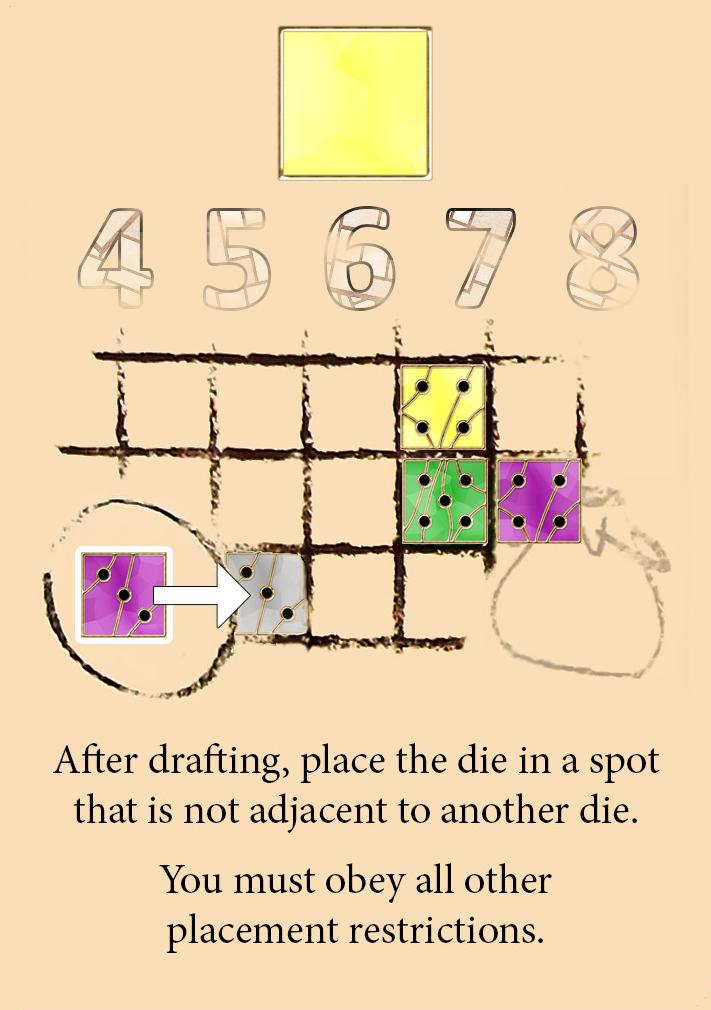 4 5 6 7 8
After drafting, place the die in a spot
that is not adjacent to another die.
You must obey all other
placement restrictions.